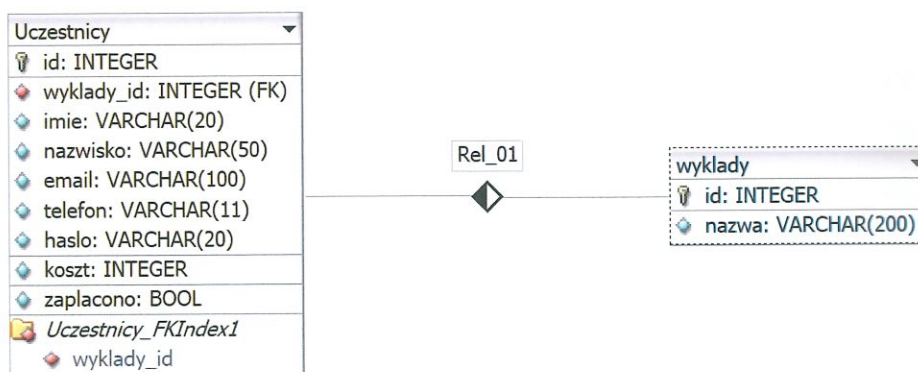 Uczestnicy
id: INTEGER
wyklady_id: INTEGER (FK)
imie: VARCHAR(20)
nazwisko: VARCHAR(50)
email: VARCHAR(100)
telefon: VARCHAR(11)
haslo: VARCHAR(20)
koszt: INTEGER
zaplacono: BOOL
Uczestnicy_FKIndex1
wyklady_id
Rel_01
wyklady
id: INTEGER
nazwa: VARCHAR(200)